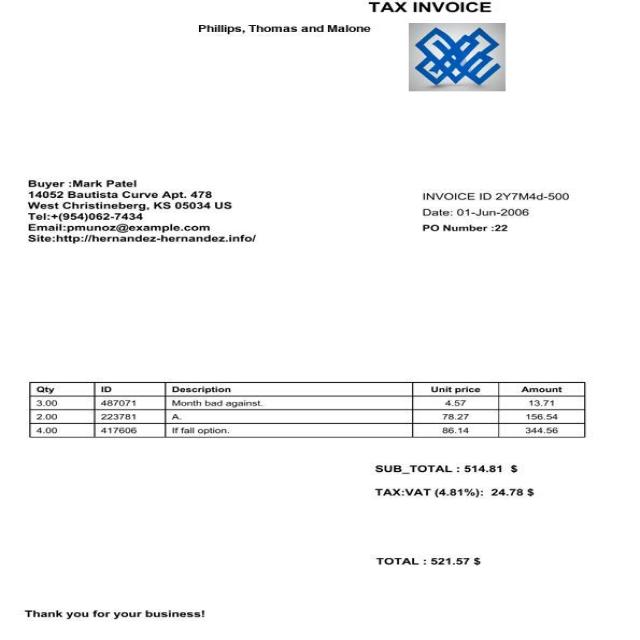 TAX INVOICE
Phillips, Thomas and Malone
Buyer :Mark Patel
14052 Bautista Curve Apt. 478
West Christineberg, KS 05034 US
Tel:+(954)062-7434
Email:pmunoz@example.com
Site:http://hernandez-hernandez.info/
INVOICE ID 2Y7M4d-500
Date: 01-Jun-2006
PO Number :22
Qty ID Description Unit price Amount
3.00 487071 Month bad against. 4.57 13.71
2.00 223781 A. 78.27 156.54
4.00 417606 If fall option. 86.14 344.56
SUB_TOTAL : 514.81 $
TAX:VAT (4.81%): 24.78 $
TOTAL : 521.57 $
Thank you for your business!